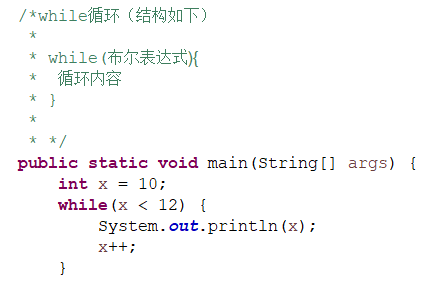 /*while循环（结构如下）
*
* while(布尔表达式){
* 循环内容
* }
*
* */
public static void main(String[] args) {
int x = 10;
while(x < 12) {
System.out.println(x);
x++;
}